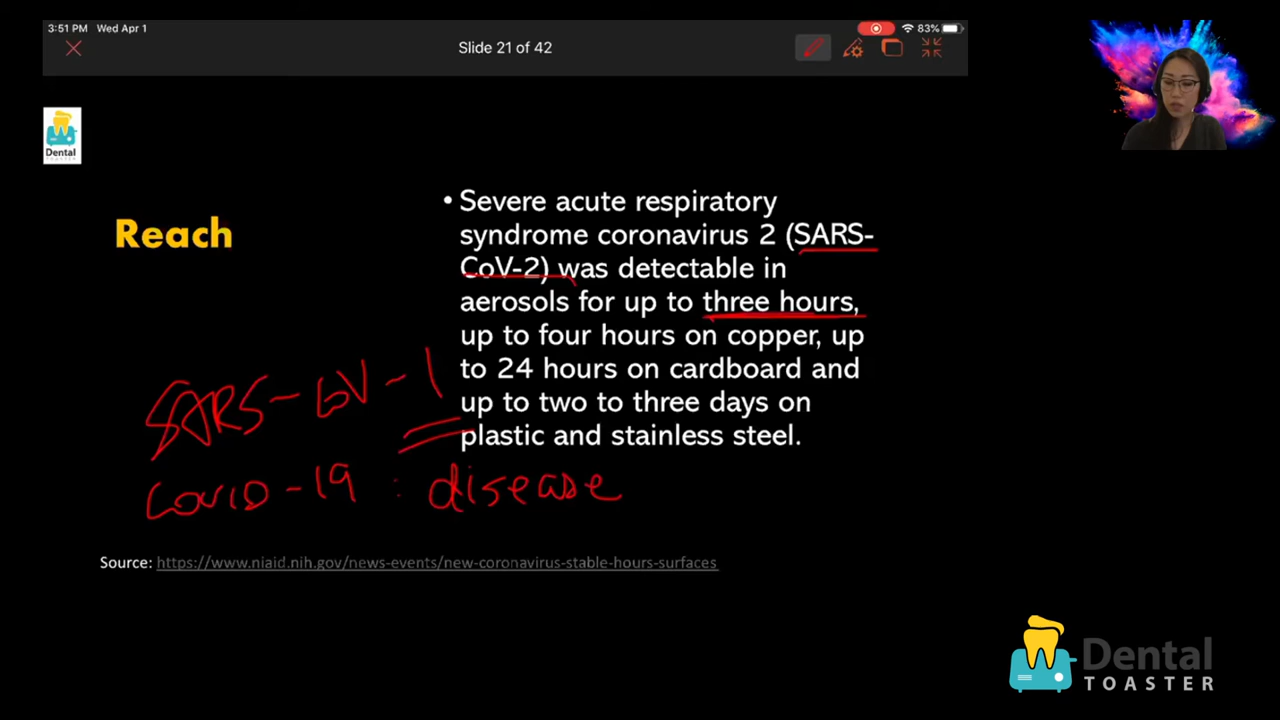 3:51 PM Wed Apr 1
83%
Slide 21 of 42
Dental
TOASTER
Reach
• Severe acute respiratory
syndrome coronavirus 2 (SARS-
CoV-2) was detectable in
aerosols for up to three hours,
up to four hours on copper, up
to 24 hours on cardboard and
up to two to three days on
plastic and stainless steel.
SARS-CoV-1
COVID-19 : disease
Source: https://www.niaid.nih.gov/news-events/new-coronavirus-stable-hours-surfaces
Dental
TOASTER